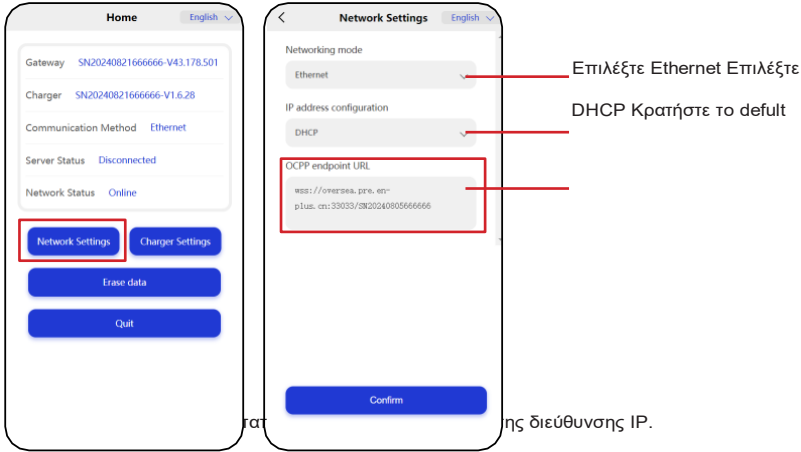 Home English
Gateway SN20240821666666-V43.178.501
Charger SN20240821666666-V1.6.28
Communication Method Ethernet
Server Status Disconnected
Network Status Online
Network Settings Charger Settings
Erase data
Quit
Network Settings English
Networking mode
Ethernet
IP address configuration
DHCP
OCPP endpoint URL
wss://oversea.pre.en-
plus.cn:33033/SN20240805666666
Confirm
Επιλέξτε Ethernet Επιλέξτε
DHCP Κρατήστε το defult
διεύθυνσης IP.